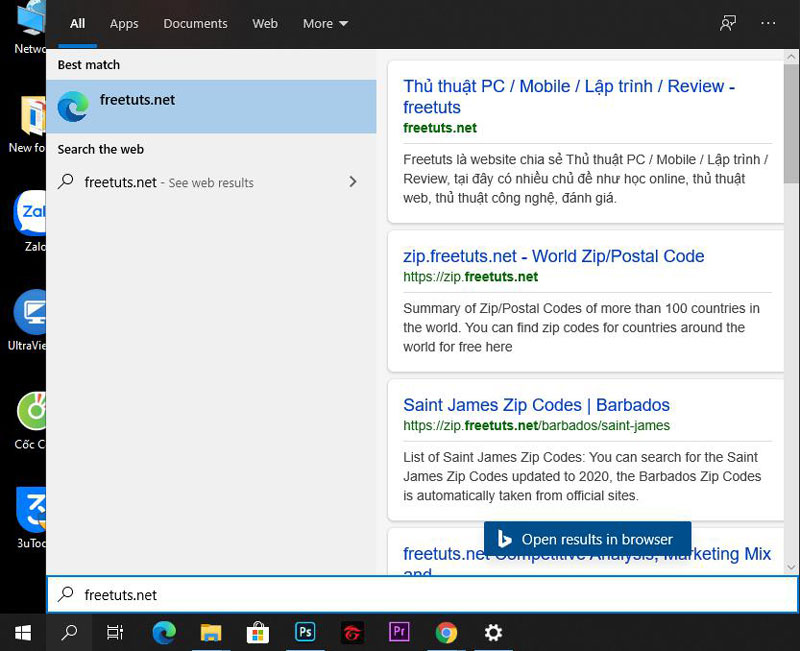 All Apps Documents Web More
Netwo
New fo
Zal
Zalo
UltraVie
Cốc C
3uToo
Best match
freetuts.net
Search the web
freetuts.net - See web results
Thủ thuật PC / Mobile / Lập trình / Review -
freetuts
freetuts.net
Freetuts là website chia sẻ Thủ thuật PC / Mobile / Lập trình /
Review, tại đây có nhiều chủ đề như học online, thủ thuật
web, thủ thuật công nghệ, đánh giá.
zip.freetuts.net - World Zip/Postal Code
https://zip.freetuts.net
Summary of Zip/Postal Codes of more than 100 countries in
the world. You can find zip codes for countries around the
world for free here
Saint James Zip Codes | Barbados
https://zip.freetuts.net/barbados/saint-james
List of Saint James Zip Codes: You can search for the Saint
James Zip Codes updated to 2020, the Barbados Zip Codes
is automatically taken from official sites.
Open results in browser
freetuts.net Competitive Analysis, Marketing Mix
and
freetuts.net
Ps
Pr